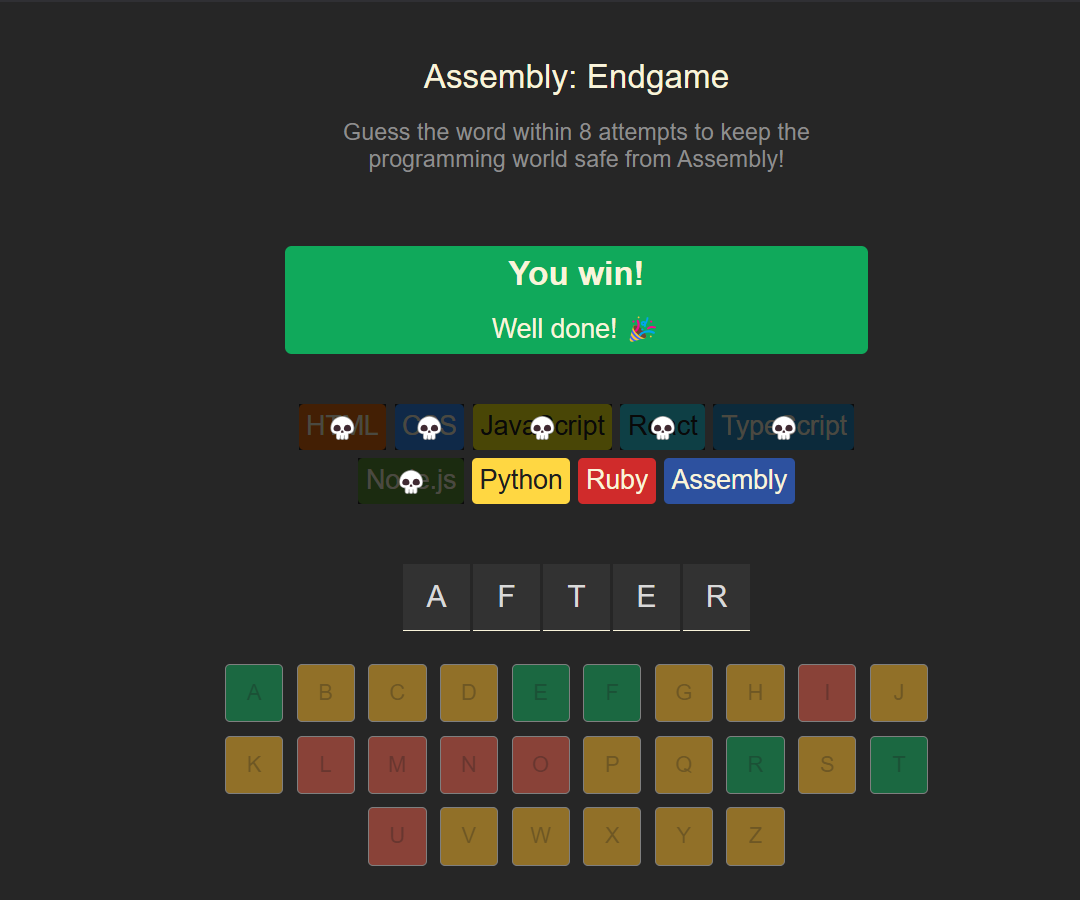 Assembly: Endgame
Guess the word within 8 attempts to keep the
programming world safe from Assembly!
You win!
Well done! 🎉
HTML CSS JavaScript React TypeScript
Node.js Python Ruby Assembly
A F T E R
A B C D E F G H I J
K L M N O P Q R S T
U V W X Y Z